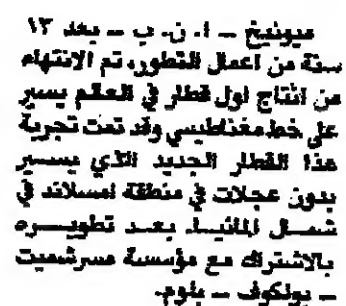 ميونيخ – ا. ن. ب – بعد ١٣
سنة من اعمال التطور، تم الانتهاء
من انتاج اول قطار في العالم يسير
على خط مغناطيسي وقد تمت تجربة
هذا القطار الجديد الذي يسير
بدون عجلات في منطقة امسلاند في
شمال المانيا، بعد تطويره
بالاشتراك مع مؤسسة مسرشميت
– بولكوف – بلوم.